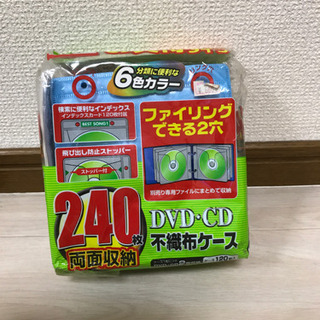 分類に便利な
6色カラー
検索に便利なインデックス
インデックスカード120枚付属
BEST SONG!
飛び出し防止ストッパー
ストッパー付
ファイリング
できる2穴
240枚
両面収納
DVD・CD
不織布ケース